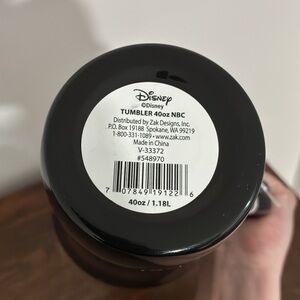 Disney
©Disney
TUMBLER 40oz NBC
Distributed by Zak Designs, Inc.
P.O. Box 19188 Spokane, WA 99219
1-800-331-1089 • www.zak.com
Made in China
V-33372
#548970
7 07849 19122 6
40oz / 1.18L